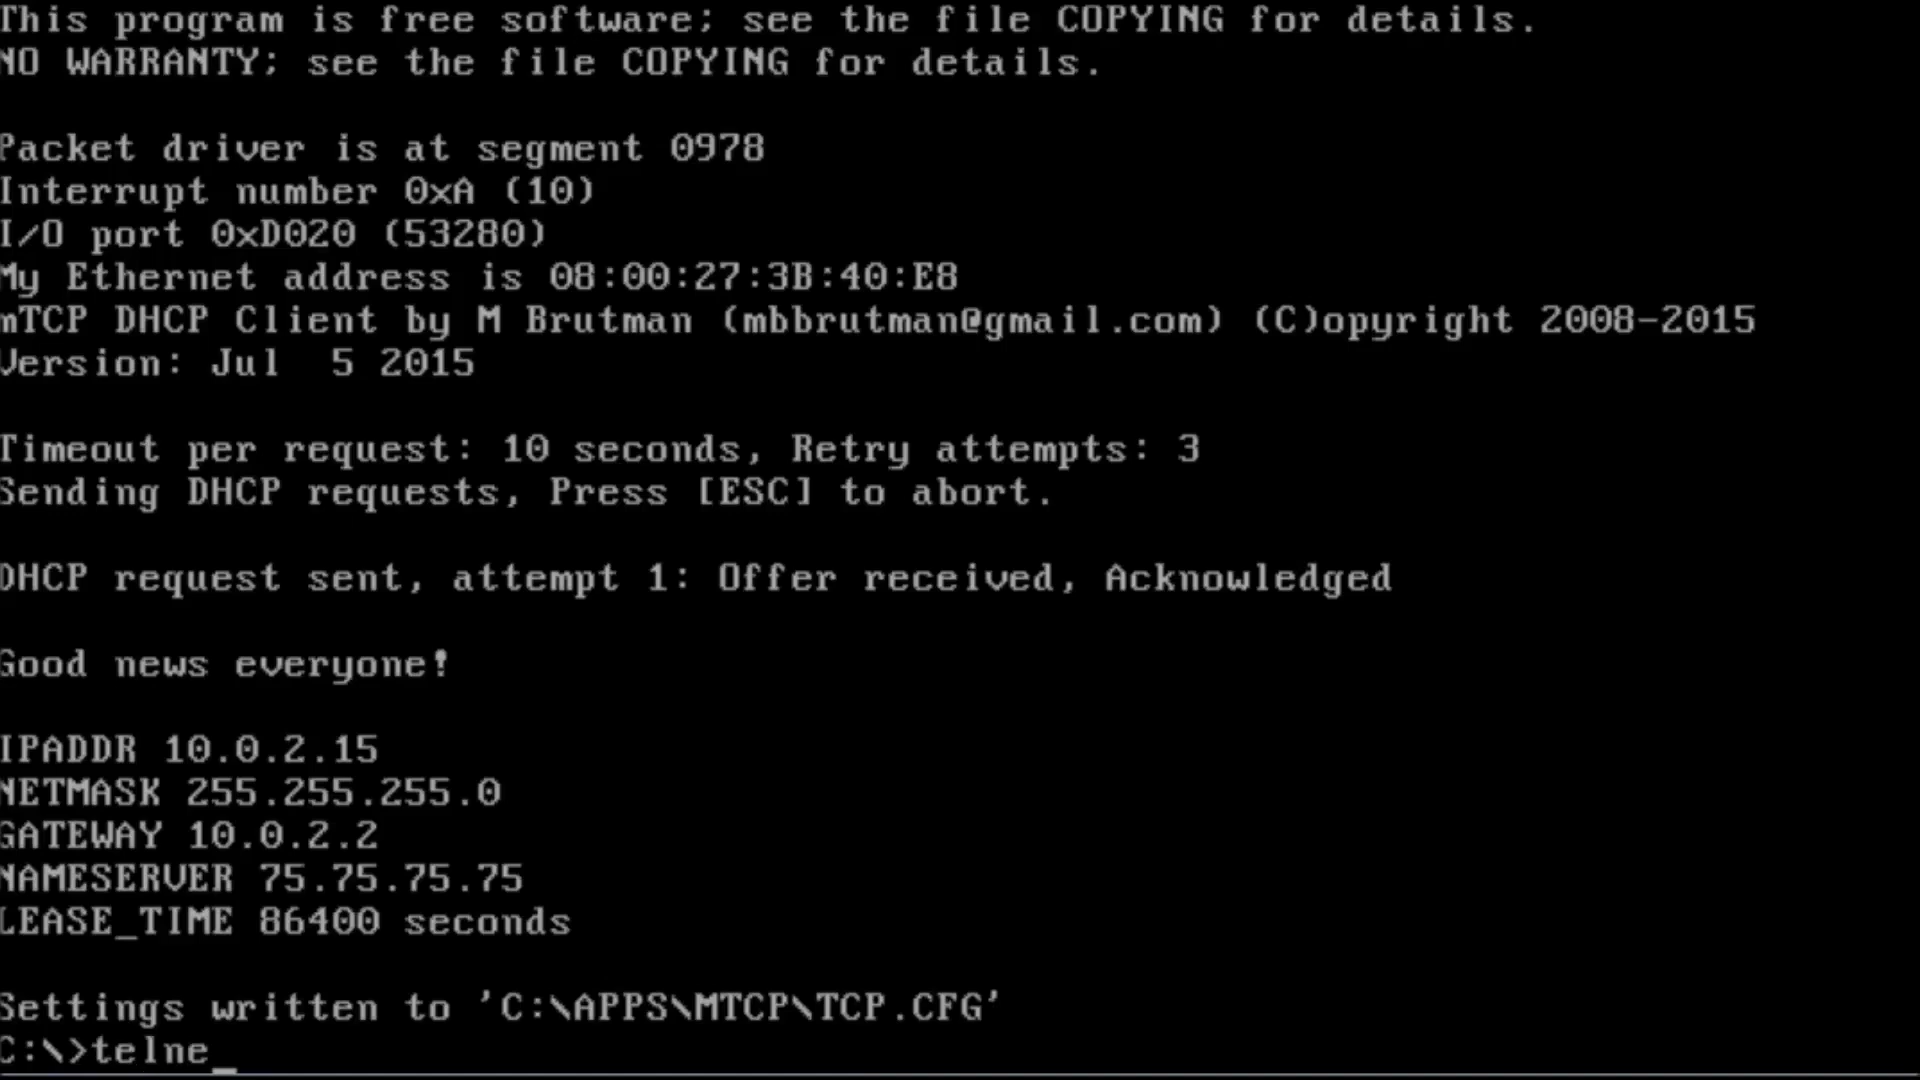 This program is free software; see the file COPYING for details.
NO WARRANTY; see the file COPYING for details.
Packet driver is at segment 0978
Interrupt number 0xA (10)
I/O port 0xD020 (53280)
My Ethernet address is 08:00:27:3B:40:E8
mTCP DHCP Client by M Brutman (mbbrutman@gmail.com) (C)opyright 2008-2015
Version: Jul  5 2015
Timeout per request: 10 seconds, Retry attempts: 3
Sending DHCP requests, Press [ESC] to abort.
DHCP request sent, attempt 1: Offer received, Acknowledged
Good news everyone!
IPADDR 10.0.2.15
NETMASK 255.255.255.0
GATEWAY 10.0.2.2
NAMESERVER 75.75.75.75
LEASE_TIME 86400 seconds
Settings written to 'C:\APPS\MTCP\TCP.CFG'
C:\>telne_